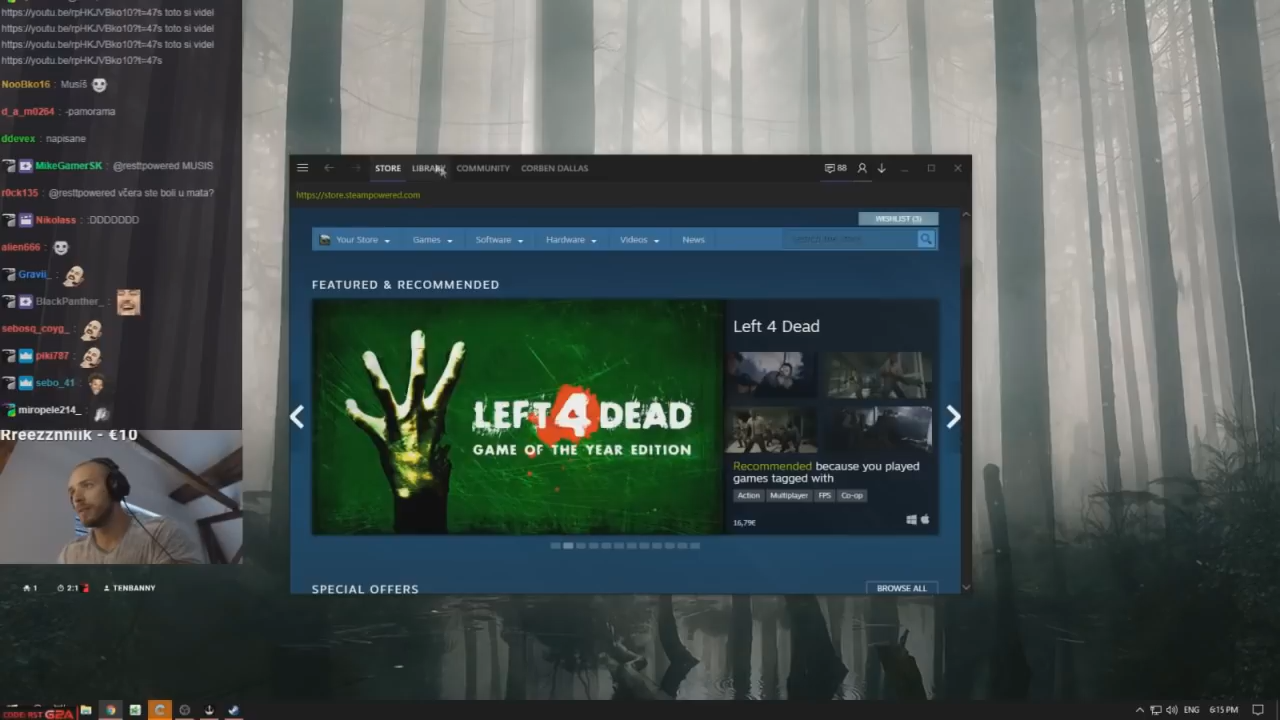 https://youtu.be/rpHKJVBko10?t=47s toto si videl
https://youtu.be/rpHKJVBko10?t=47s toto si videl
https://youtu.be/rpHKJVBko10?t=47s toto si videl
https://youtu.be/rpHKJVBko10?t=47s
NooBko16 : Musíš
d_a_m0264 : -pamorama
ddevex : napisane
MikeGamerSK : @resttpowered MUSIS
r0ck135 : @resttpowered včera ste boli u mata?
Nikolass : :DDDDDDD
alien666 :
Gravii_ :
BlackPanther_ :
sebosq_coyg_ :
piki787 :
sebo_41 :
miropele214_ :
Rreezznniik - €10
1 2:1 TENBANNY
STORE LIBRARY COMMUNITY CORBEN DALLAS 88
https://store.steampowered.com
WISHLIST (5)
Your Store Games Software Hardware Videos News search the store
FEATURED & RECOMMENDED
LEFT 4 DEAD
GAME OF THE YEAR EDITION
Left 4 Dead
Recommended because you played
games tagged with
Action Multiplayer FPS Co-op
16,79€
SPECIAL OFFERS BROWSE ALL
CODE: RST G2A
ENG 6:15 PM